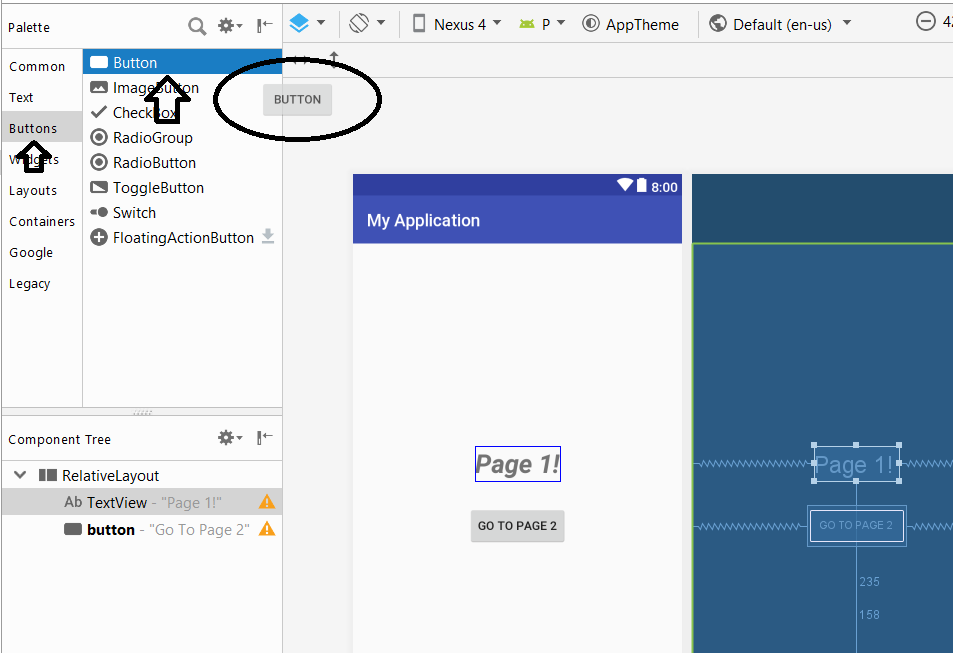 Palette
Nexus 4
P
AppTheme
Default (en-us)
42
Common
Text
Buttons
Widgets
Layouts
Containers
Google
Legacy
Button
ImageButton
CheckBox
RadioGroup
RadioButton
ToggleButton
Switch
FloatingActionButton
BUTTON
8:00
My Application
Page 1!
GO TO PAGE 2
Page 1!
GO TO PAGE 2
235
158
Component Tree
RelativeLayout
Ab TextView - "Page 1!"
button - "Go To Page 2"